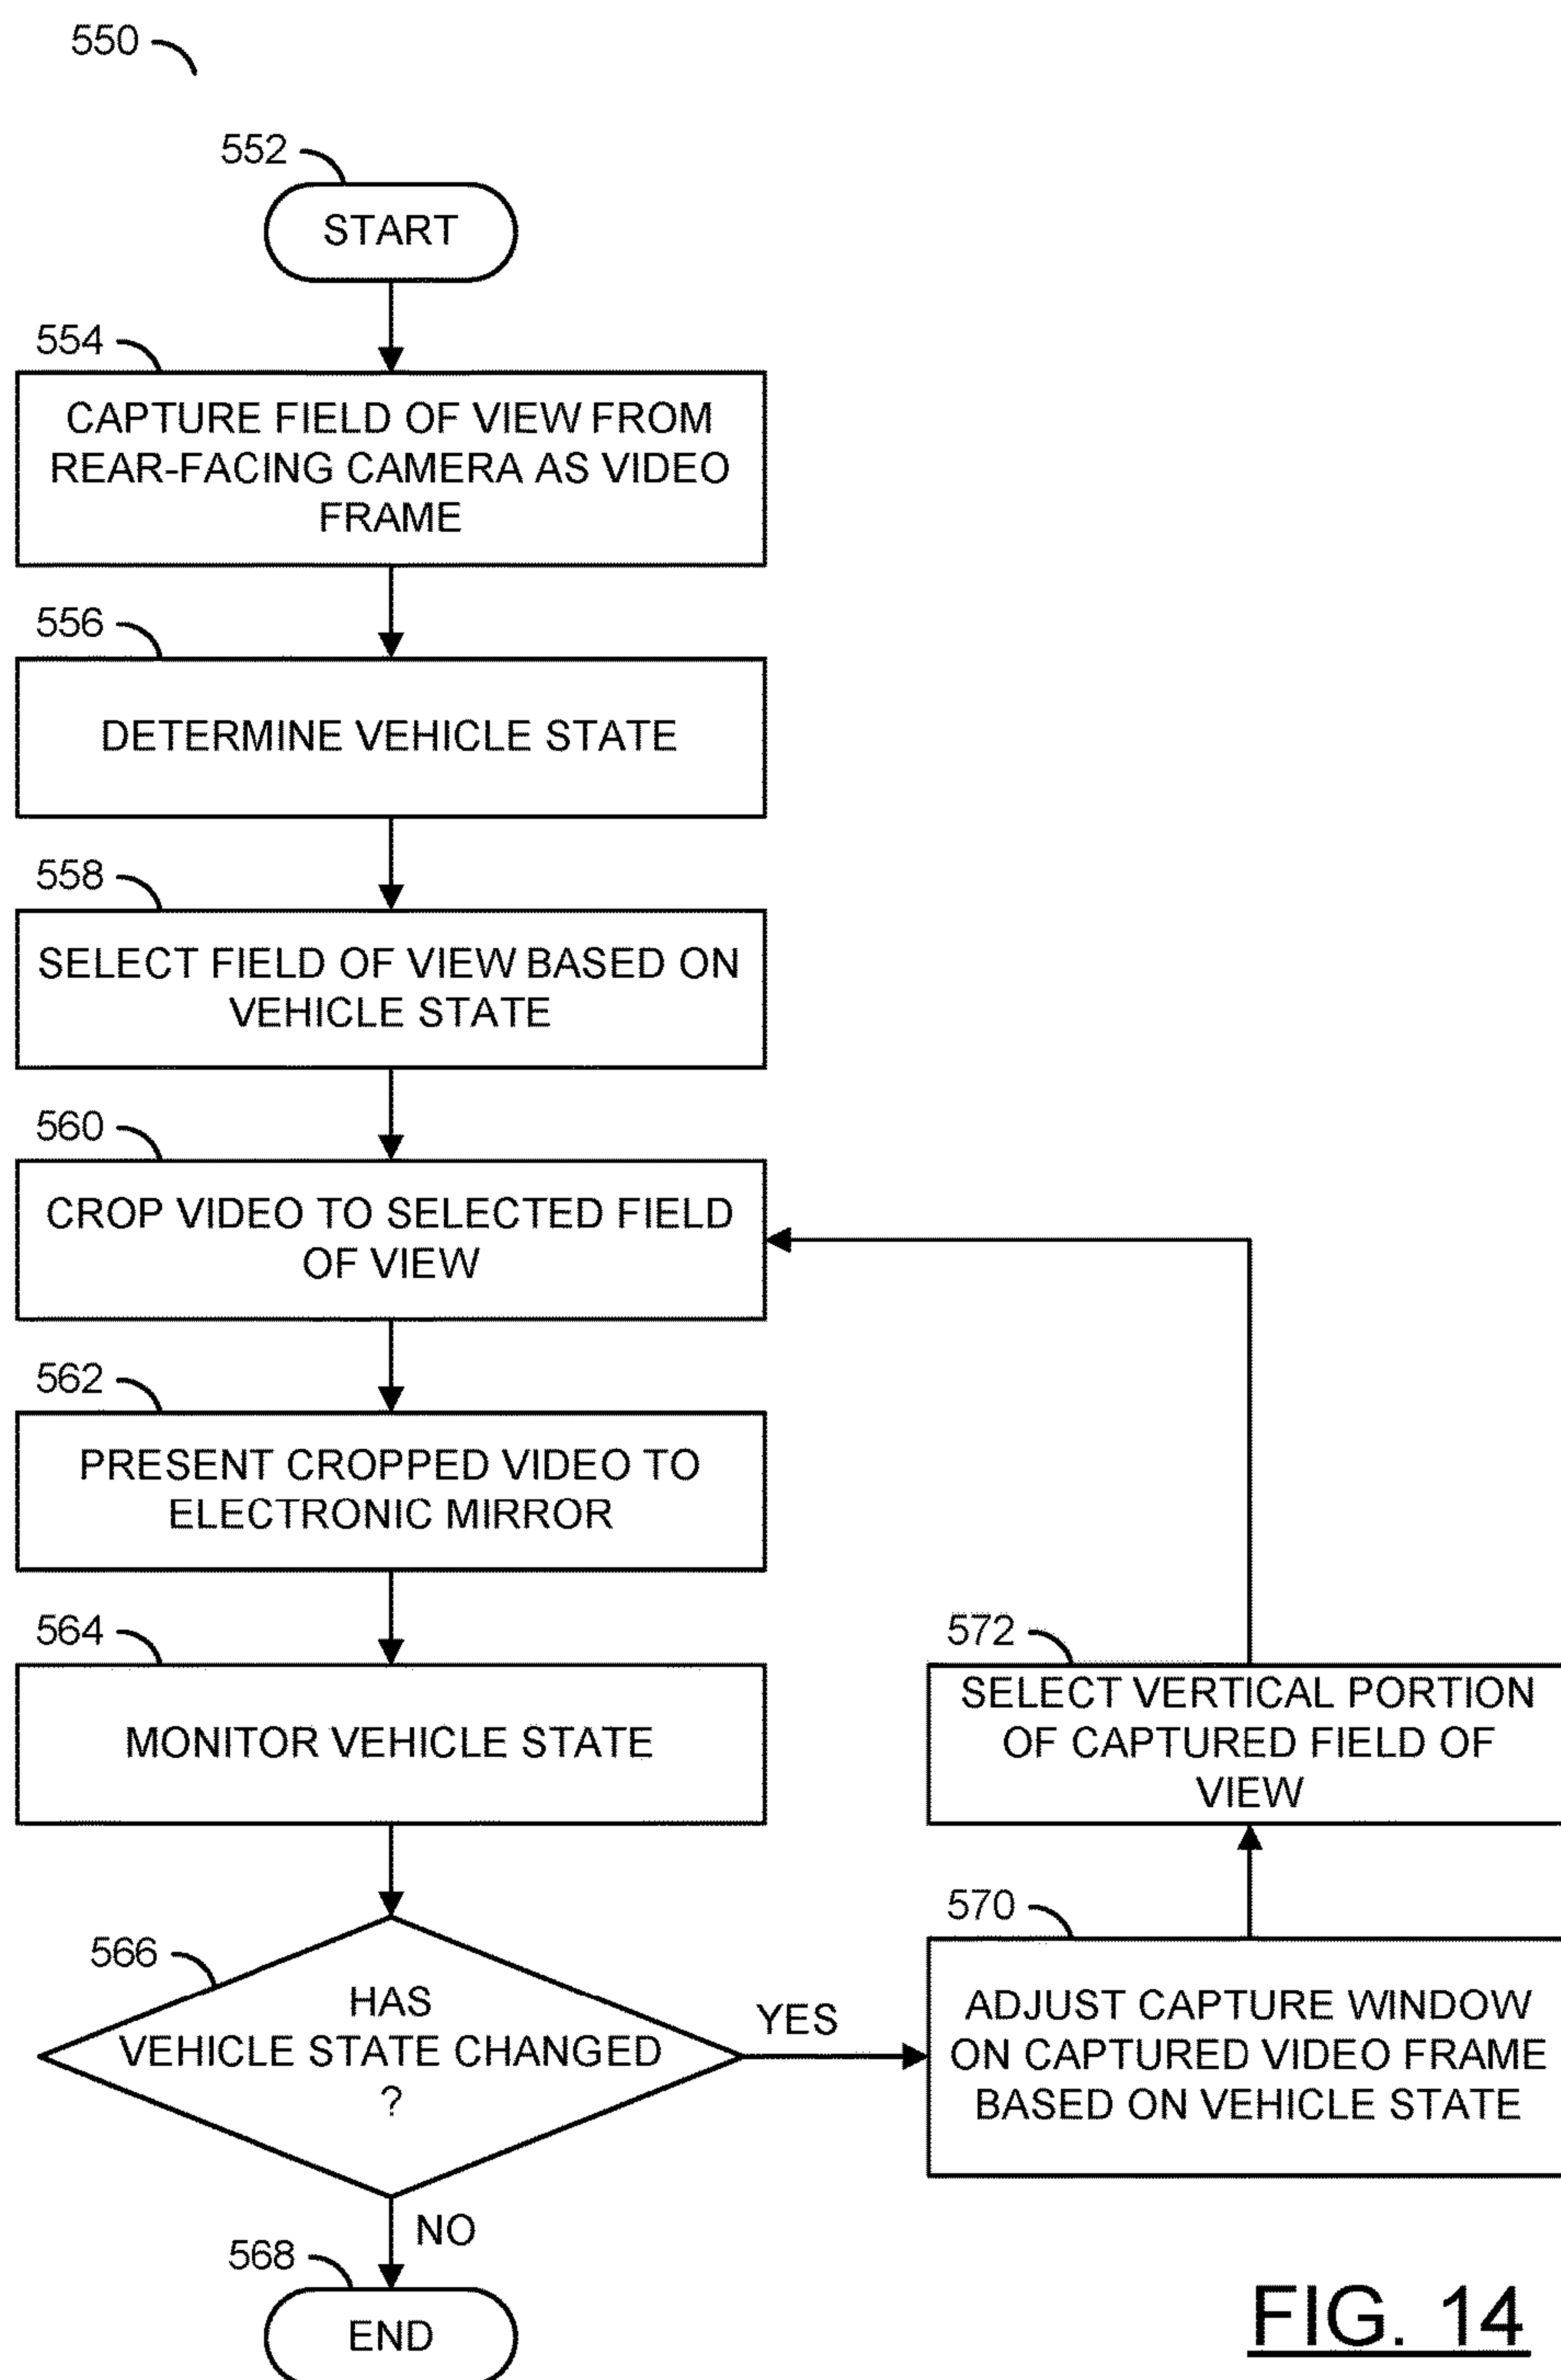 550
552
START
554
CAPTURE FIELD OF VIEW FROM
REAR-FACING CAMERA AS VIDEO
FRAME
556
DETERMINE VEHICLE STATE
558
SELECT FIELD OF VIEW BASED ON
VEHICLE STATE
560
CROP VIDEO TO SELECTED FIELD
OF VIEW
562
PRESENT CROPPED VIDEO TO
ELECTRONIC MIRROR
564
MONITOR VEHICLE STATE
572
SELECT VERTICAL PORTION
OF CAPTURED FIELD OF
VIEW
566
HAS
VEHICLE STATE CHANGED
?
YES
570
ADJUST CAPTURE WINDOW
ON CAPTURED VIDEO FRAME
BASED ON VEHICLE STATE
NO
568
END
FIG. 14